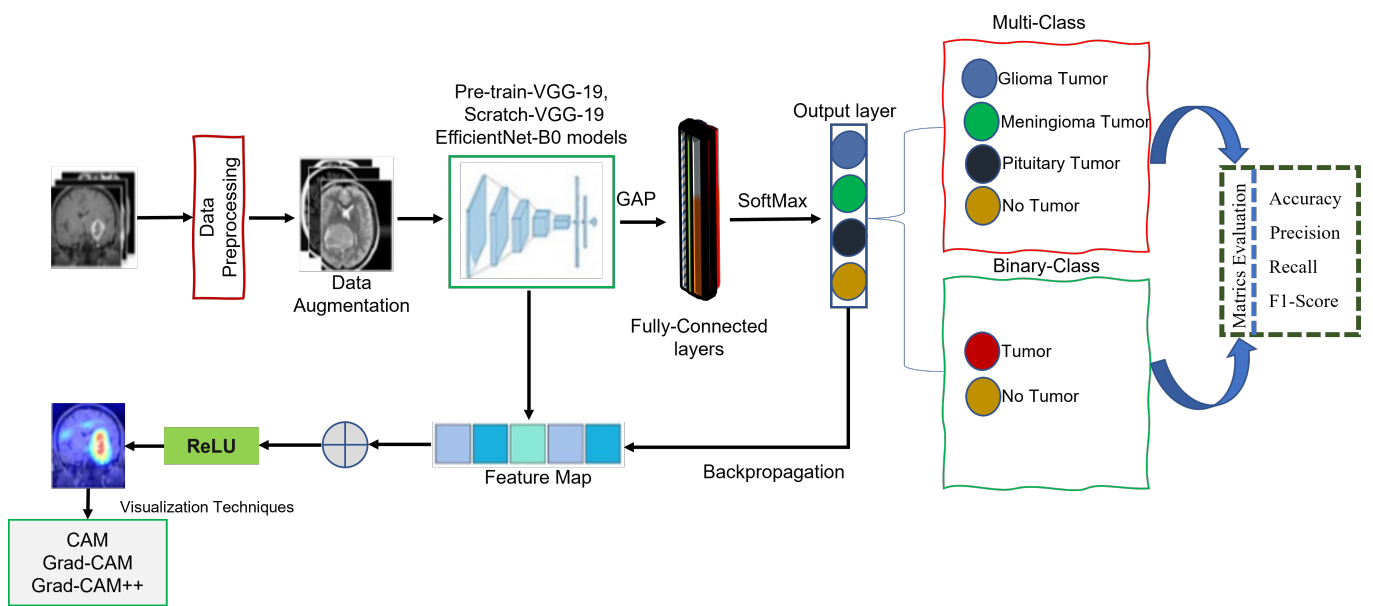 Multi-Class
Glioma Tumor
Meningioma Tumor
Pituitary Tumor
No Tumor
Pre-train-VGG-19,
Scratch-VGG-19
EfficientNet-B0 models
Output layer
Data
Preprocessing
Data
Augmentation
GAP
SoftMax
Fully-Connected
layers
Binary-Class
Tumor
No Tumor
Matrics Evaluation
Accuracy
Precision
Recall
F1-Score
ReLU
Feature Map
Backpropagation
Visualization Techniques
CAM
Grad-CAM
Grad-CAM++